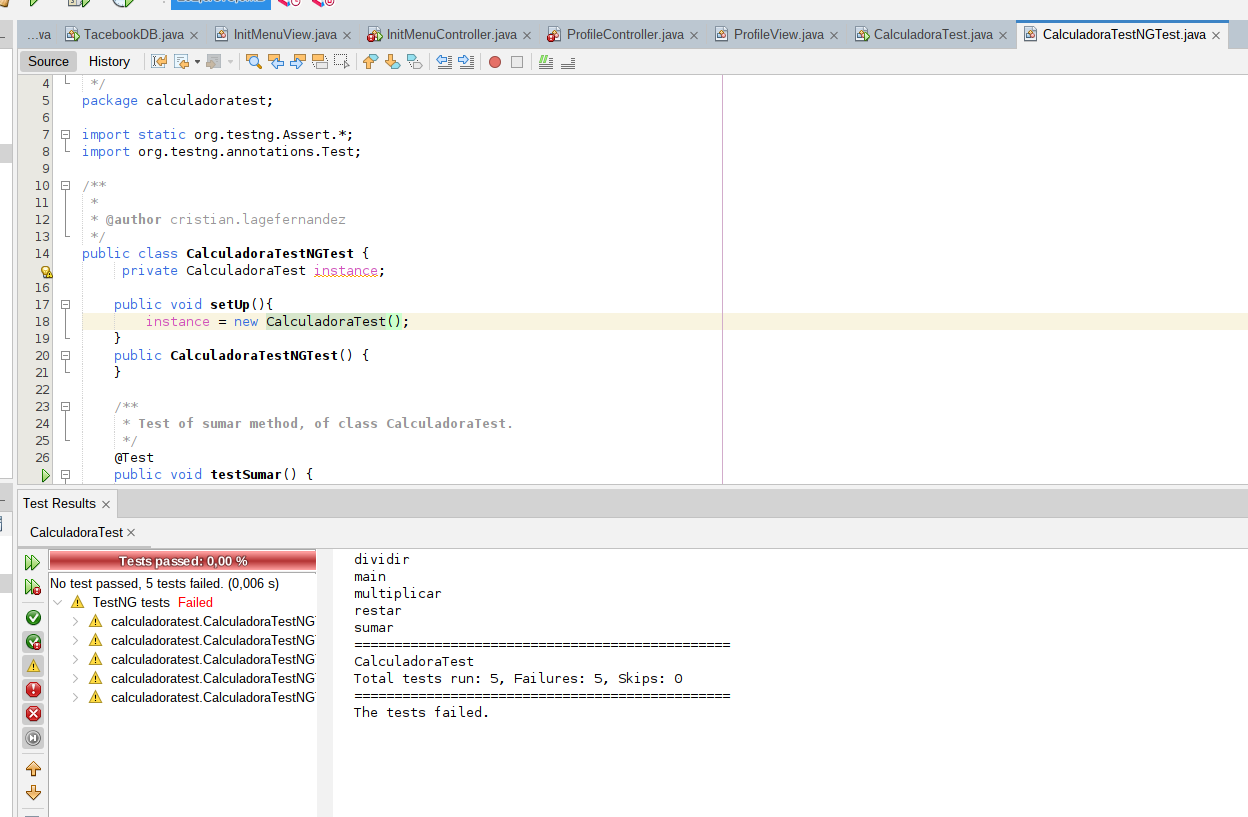 ...va TacebookDB.java InitMenuView.java InitMenuController.java ProfileController.java ProfileView.java CalculadoraTest.java CalculadoraTestNGTest.java
Source History
4 */
5 package calculadoratest;
6
7 import static org.testng.Assert.*;
8 import org.testng.annotations.Test;
9
10 /**
11 *
12 * @author cristian.lagefernandez
13 */
14 public class CalculadoraTestNGTest {
private CalculadoraTest instance;
16
17 public void setUp(){
18 instance = new CalculadoraTest();
19 }
20 public CalculadoraTestNGTest() {
21 }
22
23 /**
24 * Test of sumar method, of class CalculadoraTest.
25 */
26 @Test
public void testSumar() {
Test Results
CalculadoraTest
Tests passed: 0,00 %
No test passed, 5 tests failed. (0,006 s)
TestNG tests Failed
calculadoratest.CalculadoraTestNG
calculadoratest.CalculadoraTestNG
calculadoratest.CalculadoraTestNG
calculadoratest.CalculadoraTestNG
calculadoratest.CalculadoraTestNG
dividir
main
multiplicar
restar
sumar
===============================================
CalculadoraTest
Total tests run: 5, Failures: 5, Skips: 0
===============================================
The tests failed.